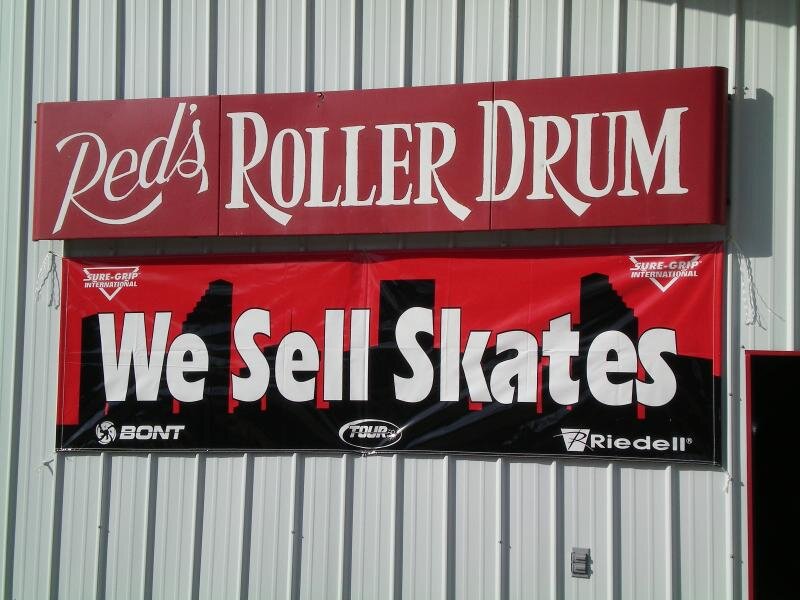 Red's ROLLER DRUM
SURE-GRIP INTERNATIONAL
SURE-GRIP INTERNATIONAL
We Sell Skates
BONT
TOUR
Riedell®